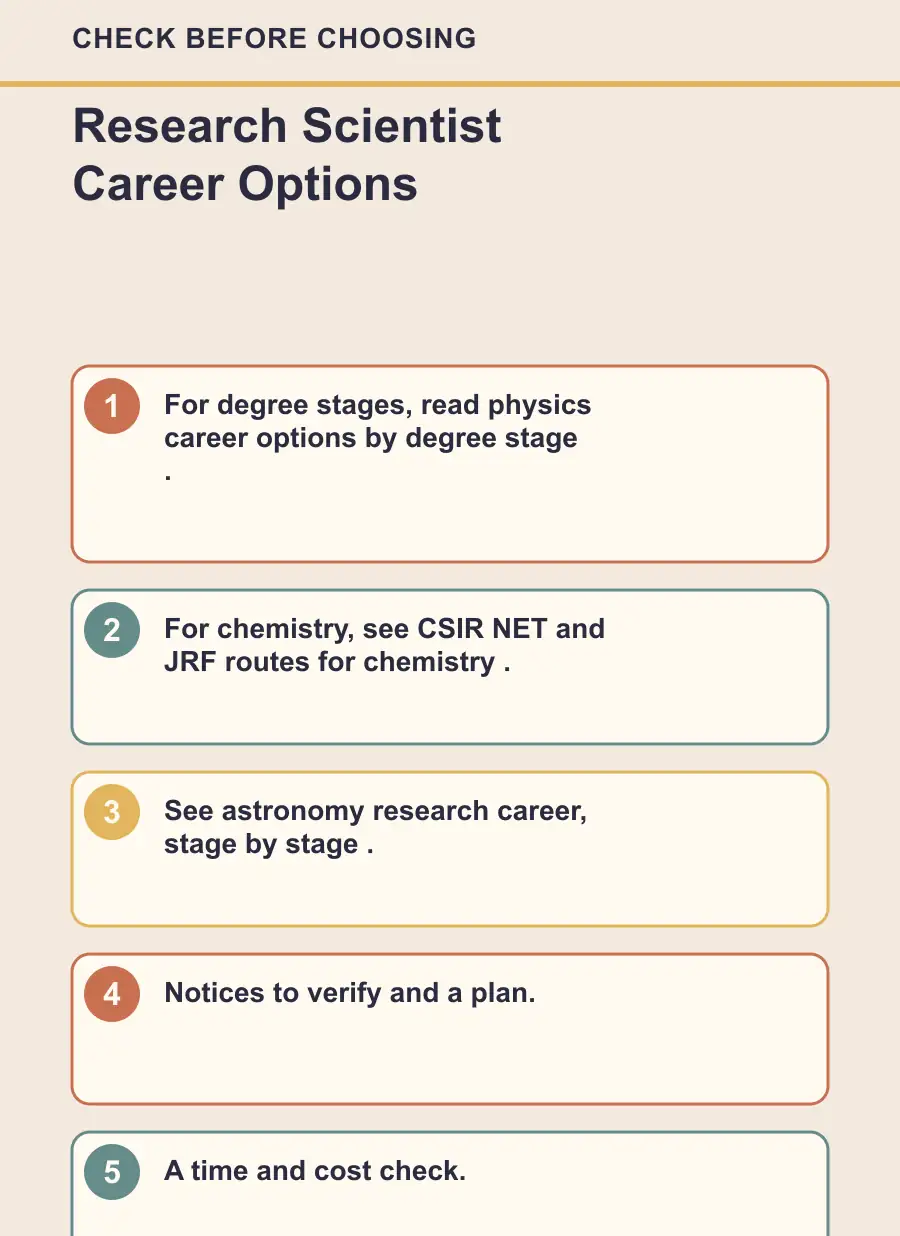 CHECK BEFORE CHOOSING
Research Scientist
Career Options
1
For degree stages, read physics
career options by degree stage
.
2
For chemistry, see CSIR NET and
JRF routes for chemistry .
3
See astronomy research career,
stage by stage .
4
Notices to verify and a plan.
5
A time and cost check.